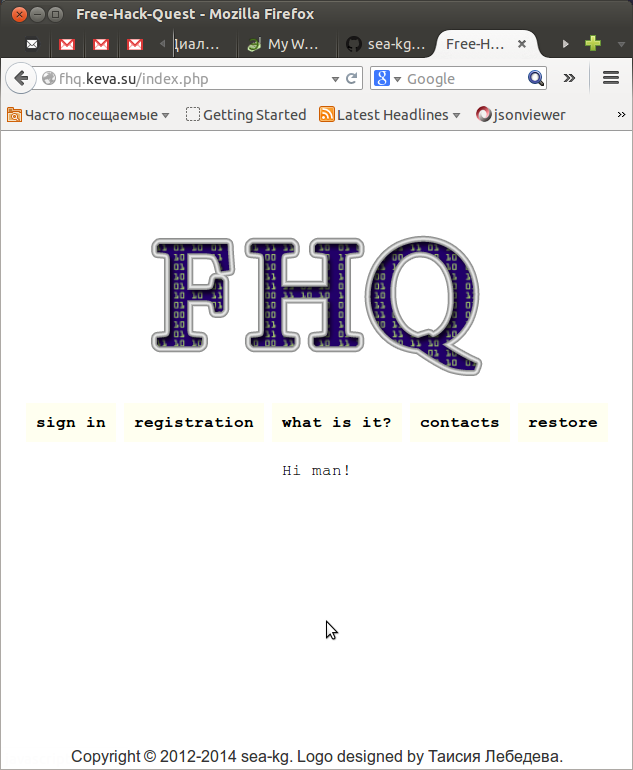 Free-Hack-Quest - Mozilla Firefox
Диал... My W... sea-kg... Free-H...
fhq.keva.su/index.php Google
Часто посещаемые Getting Started Latest Headlines jsonviewer
FHQ
sign in registration what is it? contacts restore
Hi man!
Copyright © 2012-2014 sea-kg. Logo designed by Таисия Лебедева.